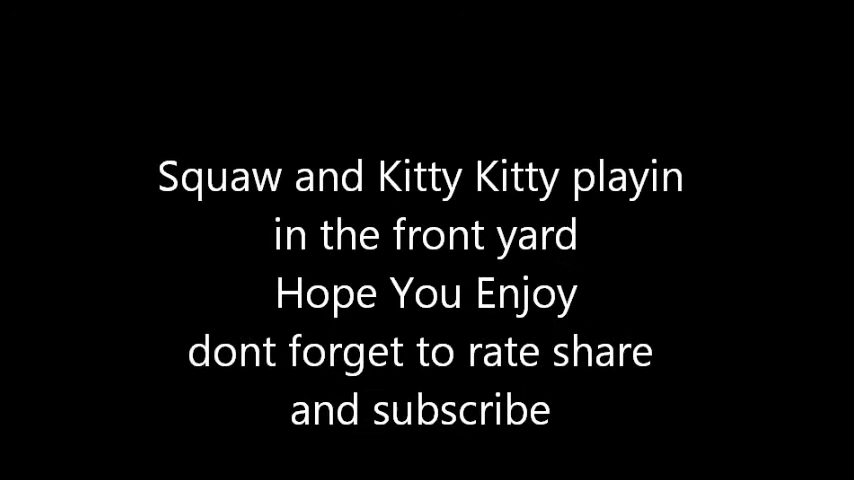 Squaw and Kitty Kitty playin
in the front yard
Hope You Enjoy
dont forget to rate share
and subscribe